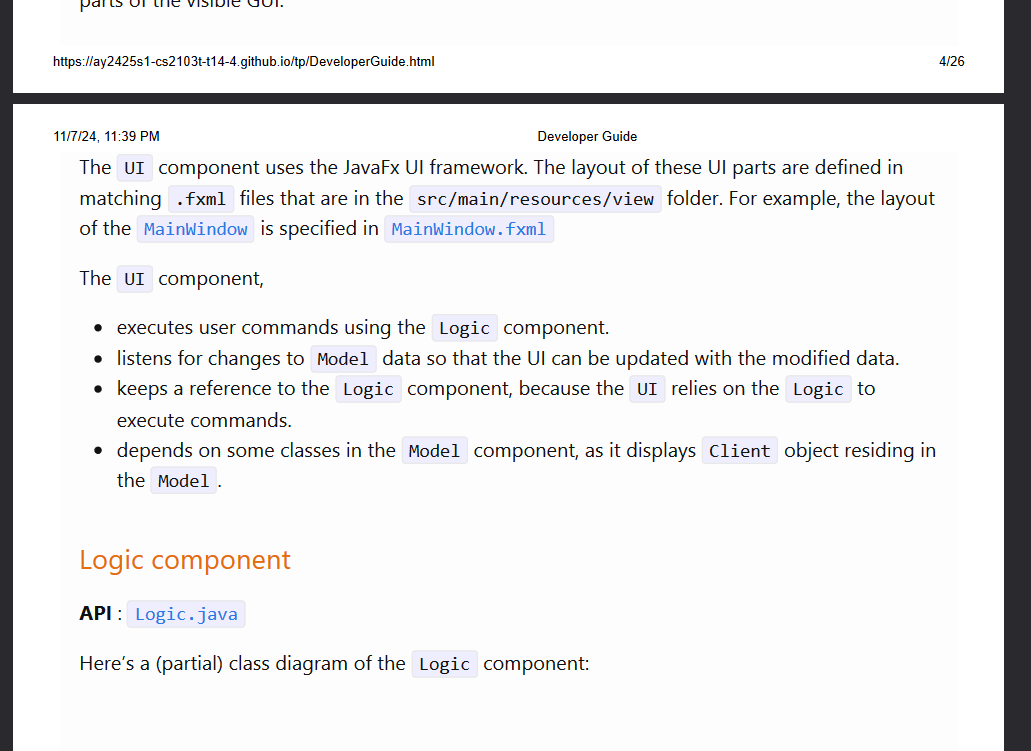 parts of the visible GUI.
https://ay2425s1-cs2103t-t14-4.github.io/tp/DeveloperGuide.html 4/26
11/7/24, 11:39 PM Developer Guide
The UI component uses the JavaFx UI framework. The layout of these UI parts are defined in
matching .fxml files that are in the src/main/resources/view folder. For example, the layout
of the MainWindow is specified in MainWindow.fxml
The UI component,
• executes user commands using the Logic component.
• listens for changes to Model data so that the UI can be updated with the modified data.
• keeps a reference to the Logic component, because the UI relies on the Logic to
execute commands.
• depends on some classes in the Model component, as it displays Client object residing in
the Model .
Logic component
API : Logic.java
Here’s a (partial) class diagram of the Logic component: